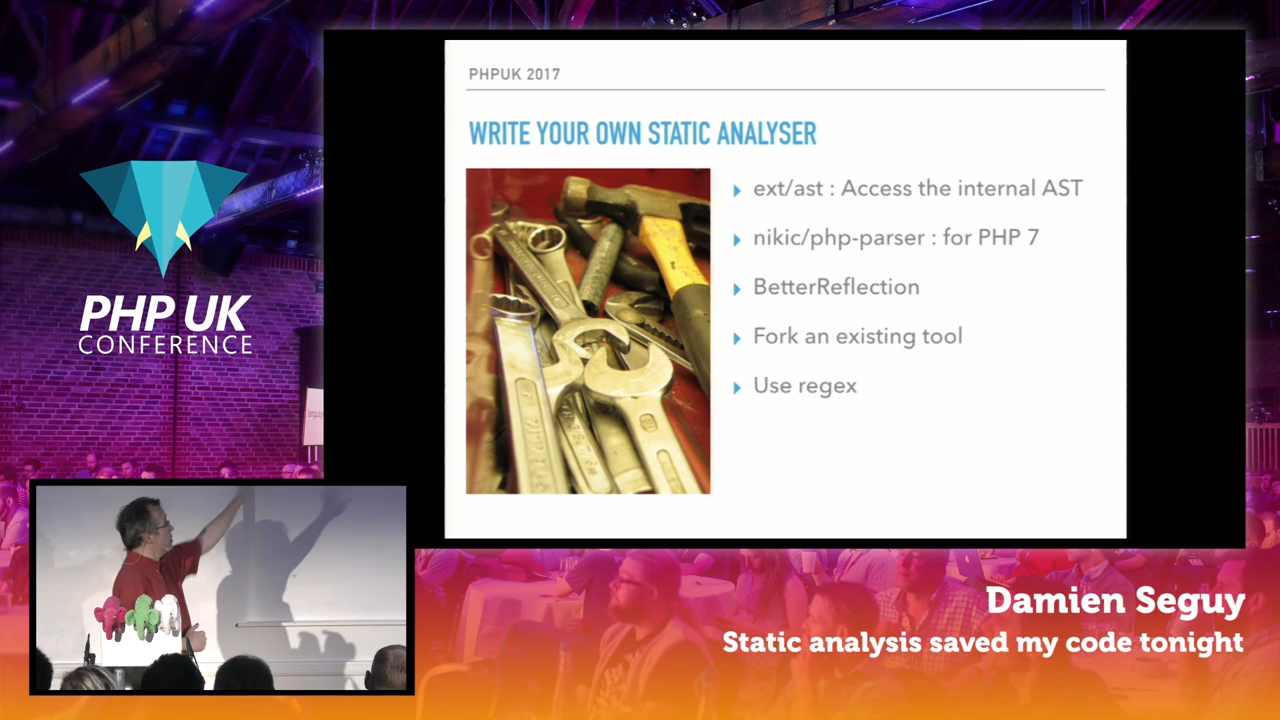 PHPUK 2017
WRITE YOUR OWN STATIC ANALYSER
ext/ast : Access the internal AST
nikic/php-parser : for PHP 7
BetterReflection
Fork an existing tool
Use regex
PHP UK
CONFERENCE
Damien Seguy
Static analysis saved my code tonight